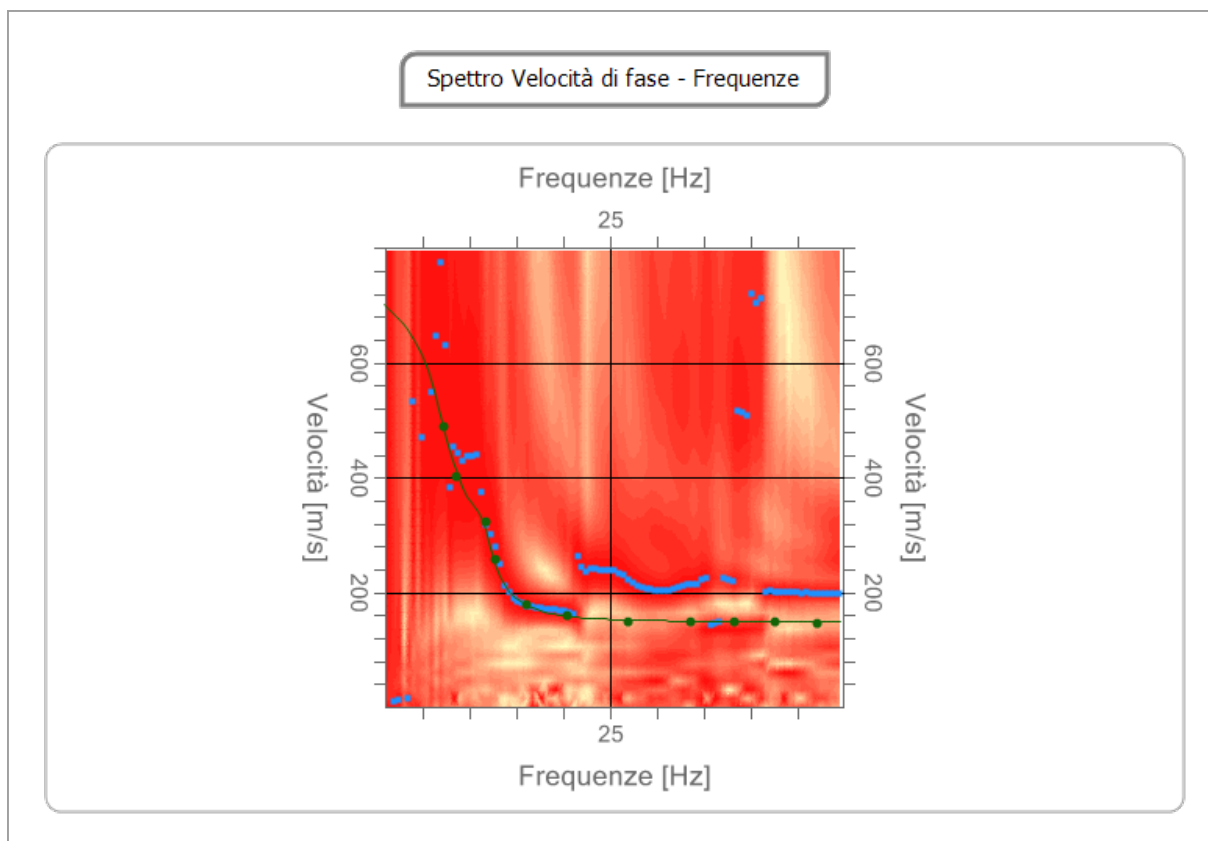 Spettro Velocità di fase - Frequenze
Frequenze [Hz]
25
600
600
Velocità [m/s]
Velocità [m/s]
400
400
200
200
25
Frequenze [Hz]